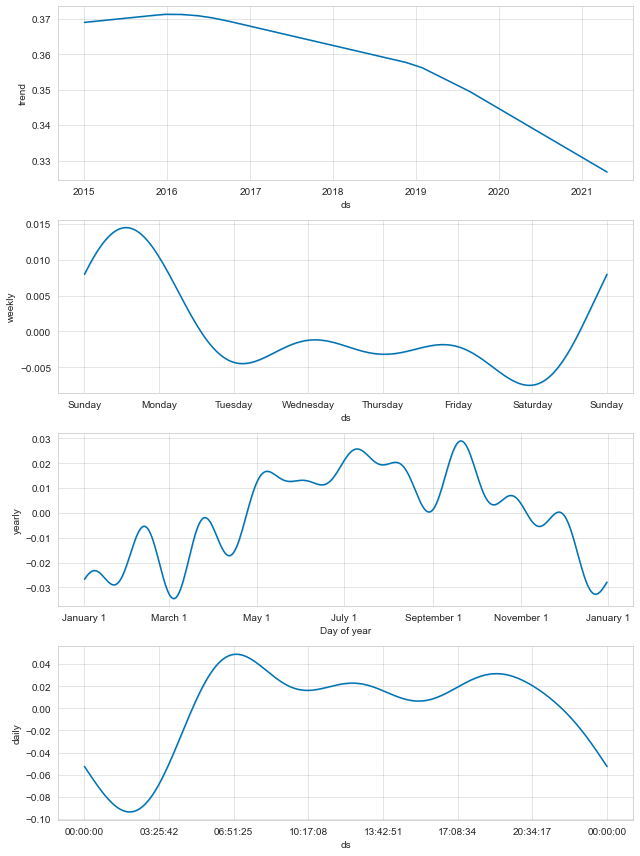 0.37
0.36
0.35
0.34
0.33
trend
2015 2016 2017 2018 2019 2020 2021
ds
0.015
0.010
0.005
0.000
−0.005
weekly
Sunday Monday Tuesday Wednesday Thursday Friday Saturday Sunday
ds
0.03
0.02
0.01
0.00
−0.01
−0.02
−0.03
yearly
January 1 March 1 May 1 July 1 September 1 November 1 January 1
Day of year
0.04
0.02
0.00
−0.02
−0.04
−0.06
−0.08
−0.10
daily
00:00:00 03:25:42 06:51:25 10:17:08 13:42:51 17:08:34 20:34:17 00:00:00
ds